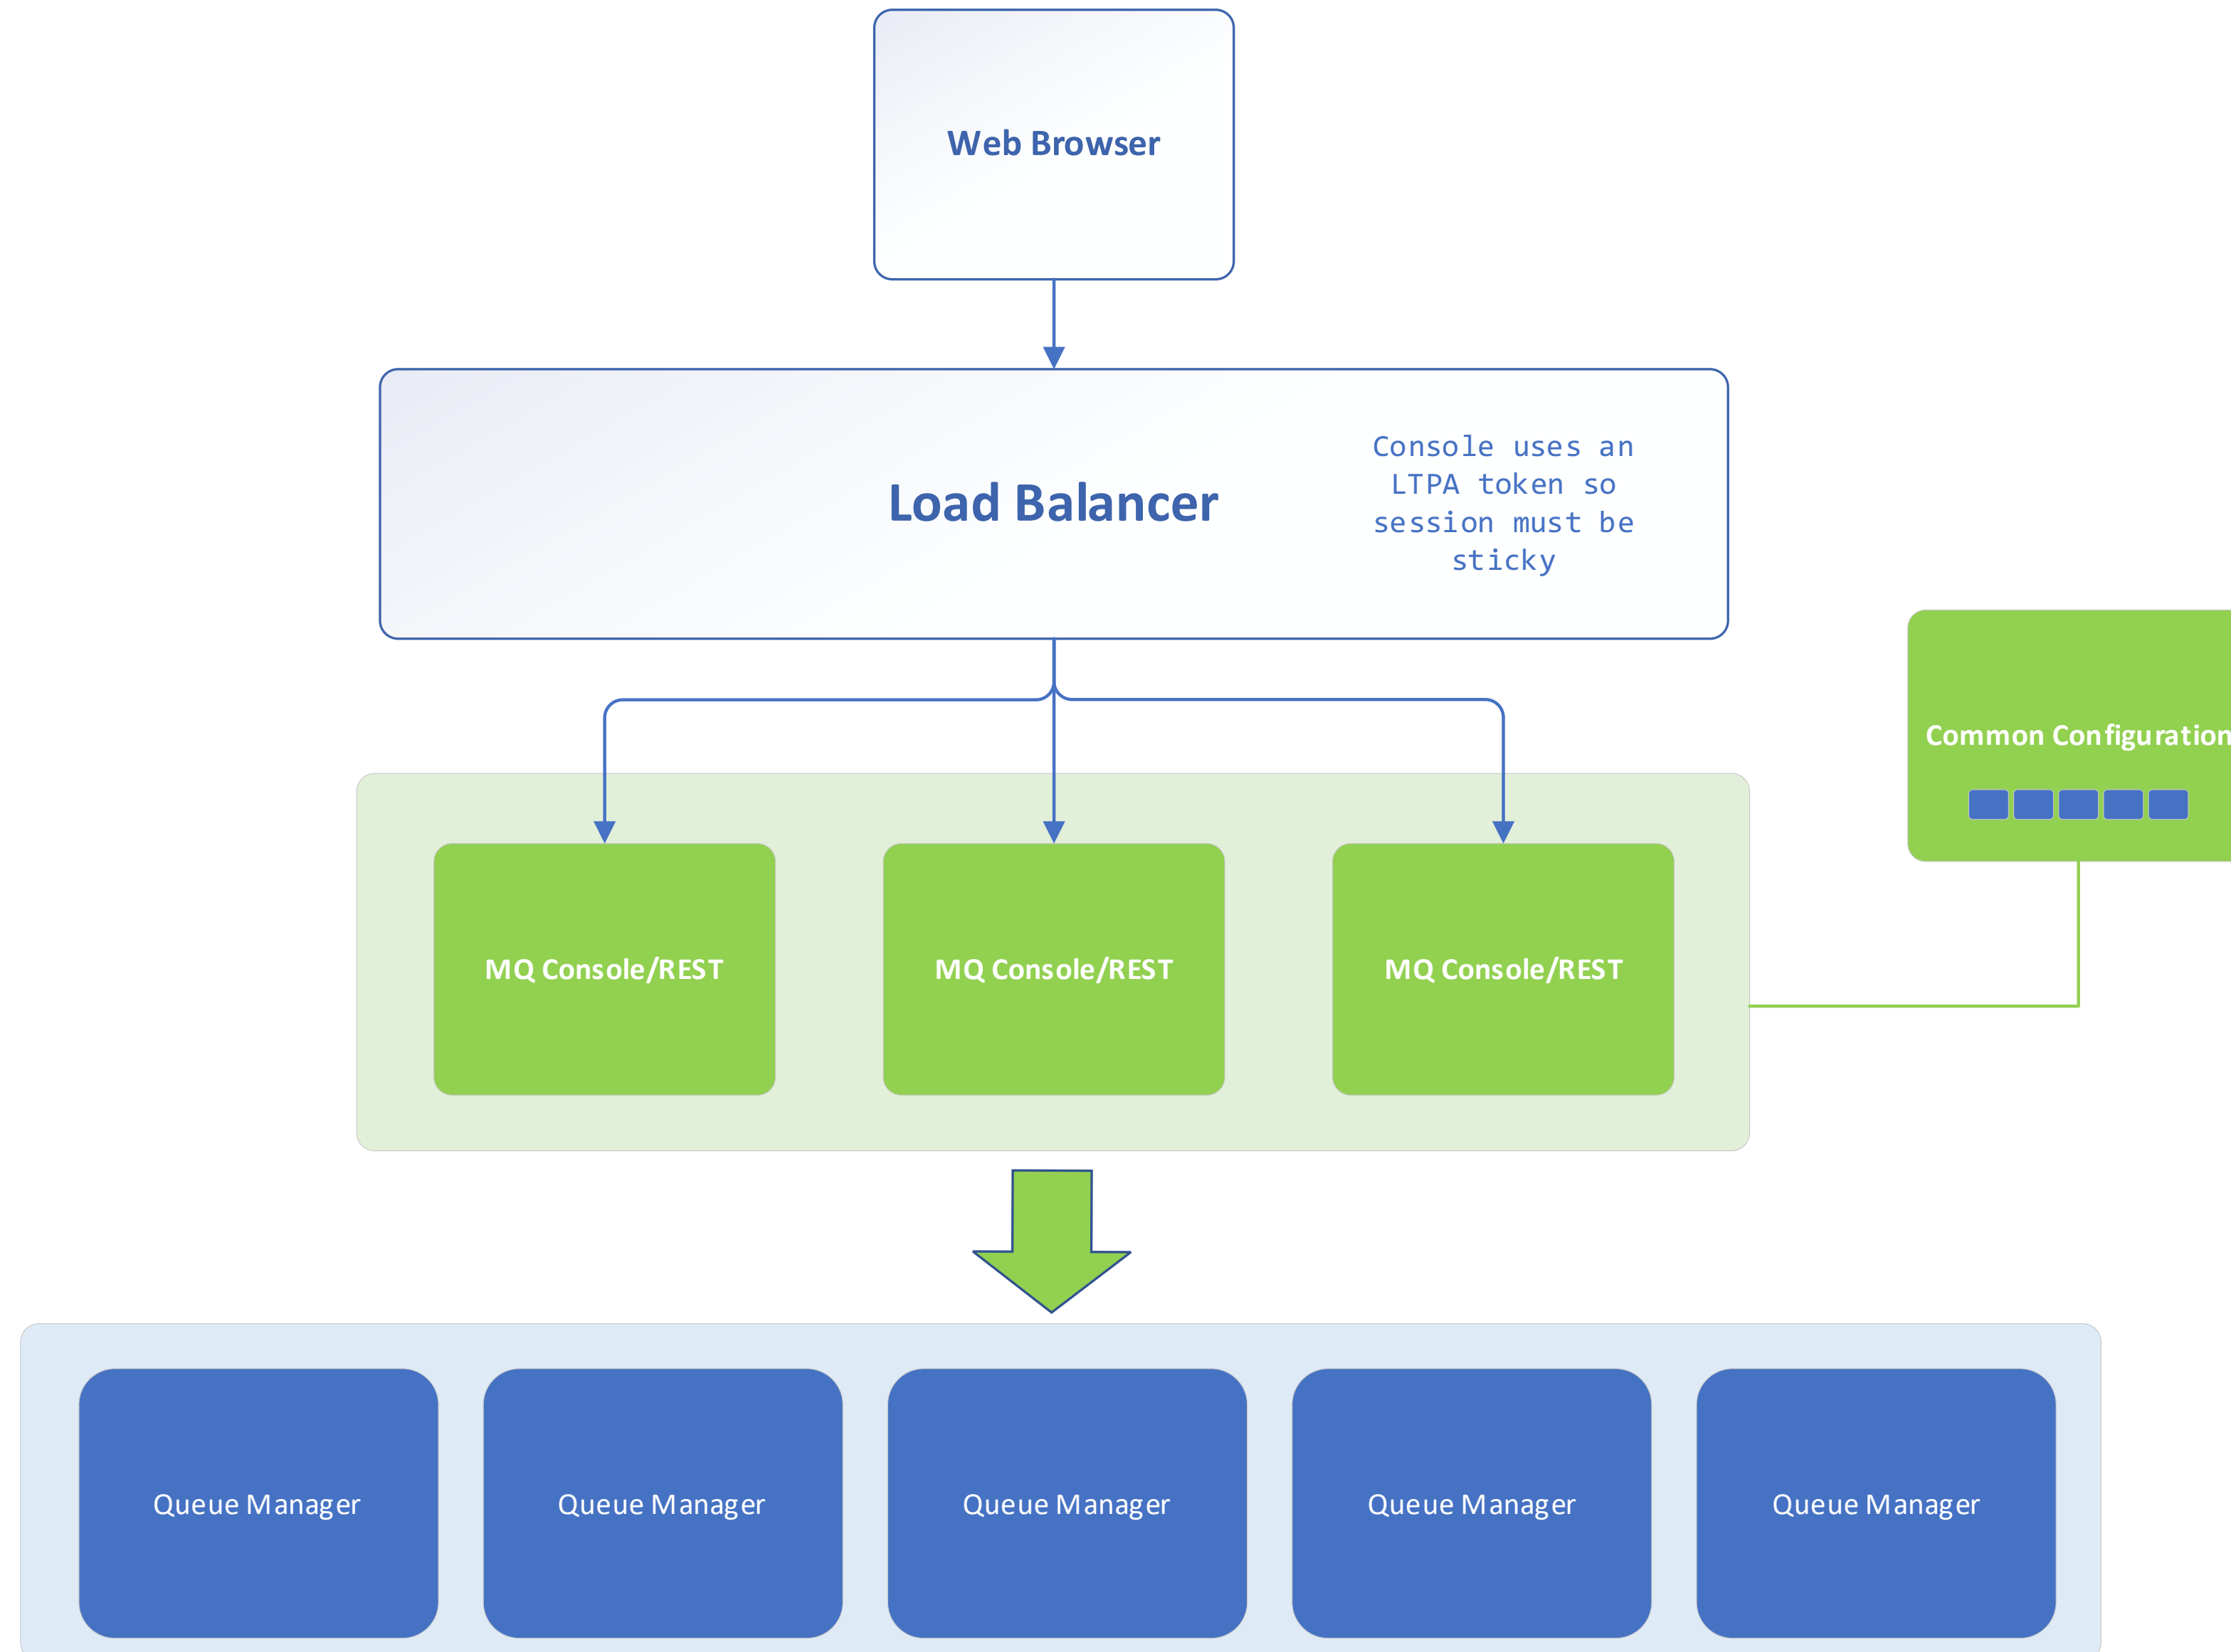 Web Browser
Load Balancer
Console uses an
LTPA token so
session must be
sticky
Common Configuration
MQ Console/REST
MQ Console/REST
MQ Console/REST
Queue Manager
Queue Manager
Queue Manager
Queue Manager
Queue Manager